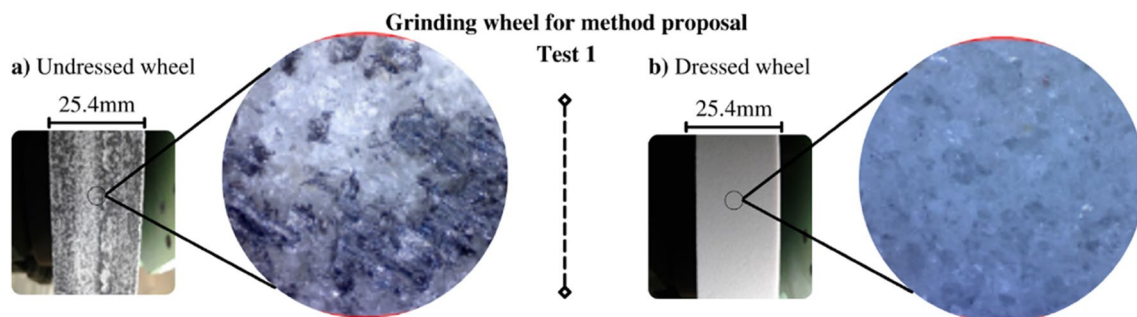 Grinding wheel for method proposal
Test 1
a) Undressed wheel
25.4mm
b) Dressed wheel
25.4mm